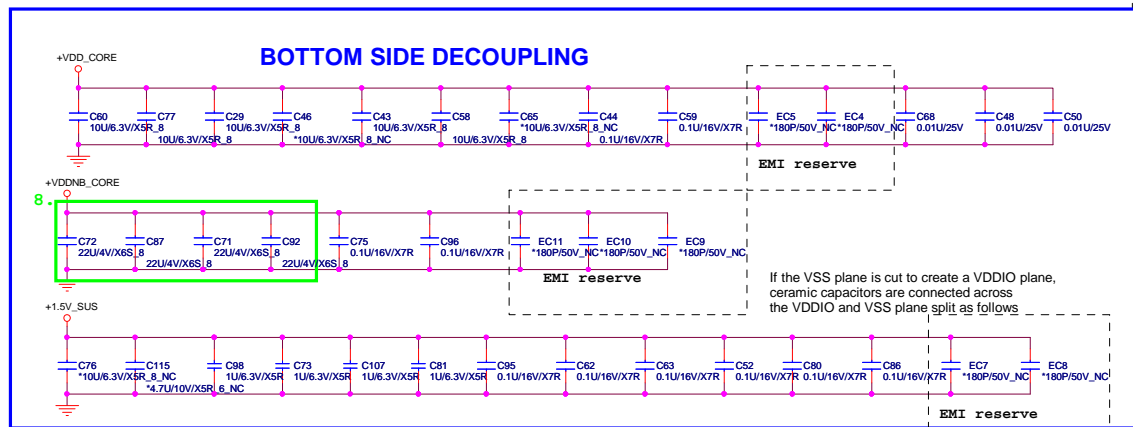 BOTTOM SIDE DECOUPLING
+VDD_CORE
C60 C77 C29 C46 C43 C58 C65 C44 C59 EC5 EC4 C68 C48 C50
10U/6.3V/X5R_8 10U/6.3V/X5R_8 10U/6.3V/X5R_8 *10U/6.3V/X5R_8_NC 0.1U/16V/X7R *180P/50V_NC *180P/50V_NC 0.01U/25V 0.01U/25V 0.01U/25V
10U/6.3V/X5R_8 *10U/6.3V/X5R_8_NC 10U/6.3V/X5R_8 0.1U/16V/X7R
EMI reserve
+VDDNB_CORE
8.
C72 C87 C71 C92 C75 C96 EC11 EC10 EC9
22U/4V/X6S_8 22U/4V/X6S_8 0.1U/16V/X7R 0.1U/16V/X7R *180P/50V_NC *180P/50V_NC *180P/50V_NC
22U/4V/X6S_8 22U/4V/X6S_8
EMI reserve
If the VSS plane is cut to create a VDDIO plane,
ceramic capacitors are connected across
the VDDIO and VSS plane split as follows
+1.5V_SUS
C76 C115 C98 C73 C107 C81 C95 C62 C63 C52 C80 C86 EC7 EC8
*10U/6.3V/X5R_8_NC 1U/6.3V/X5R 1U/6.3V/X5R 1U/6.3V/X5R 1U/6.3V/X5R 0.1U/16V/X7R 0.1U/16V/X7R 0.1U/16V/X7R 0.1U/16V/X7R 0.1U/16V/X7R 0.1U/16V/X7R *180P/50V_NC *180P/50V_NC
*4.7U/10V/X5R_6_NC
EMI reserve